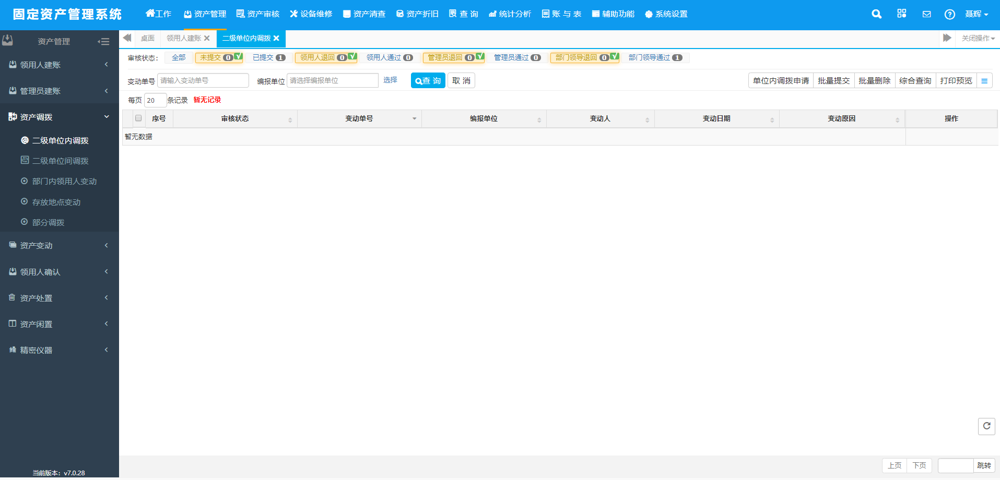 固定资产管理系统 工作 资产管理 资产审核 设备维修 资产清查 资产折旧 查 询 统计分析 账 与 表 辅助功能 系统设置 聂辉
资产管理
桌面 领用人建账 二级单位内调拨 关闭操作
审核状态： 全部 未提交 0 已提交 1 领用人退回 0 领用人通过 0 管理员退回 0 管理员通过 0 部门领导退回 0 部门领导通过 1
变动单号 请输入变动单号 编报单位 请选择编报单位 选择 查 询 取 消 单位内调拨申请 批量提交 批量删除 综合查询 打印预览
每页 20 条记录 暂无记录
序号 审核状态 变动单号 编报单位 变动人 变动日期 变动原因 操作
暂无数据
领用人建账
管理员建账
资产调拨
二级单位内调拨
二级单位间调拨
部门内领用人变动
存放地点变动
部分调拨
资产变动
领用人确认
资产处置
资产闲置
精密仪器
当前版本：v7.0.28
上页 下页 跳转